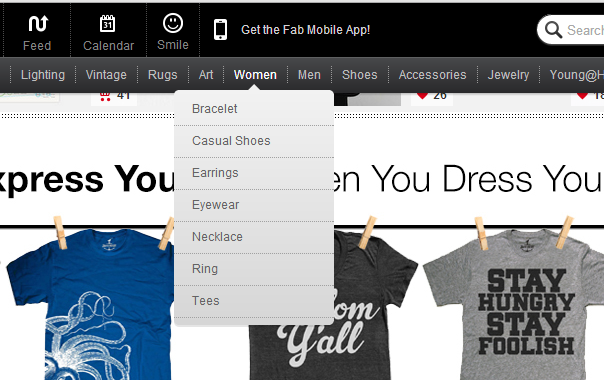 Feed Calendar 31 Smile Get the Fab Mobile App! Search
Lighting Vintage Rugs Art Women Men Shoes Accessories Jewelry Young@H
41 26
Bracelet
Casual Shoes
Earrings
Eyewear
Necklace
Ring
Tees
xpress You en You Dress You
om
Y'all
STAY
HUNGRY
STAY
FOOLISH